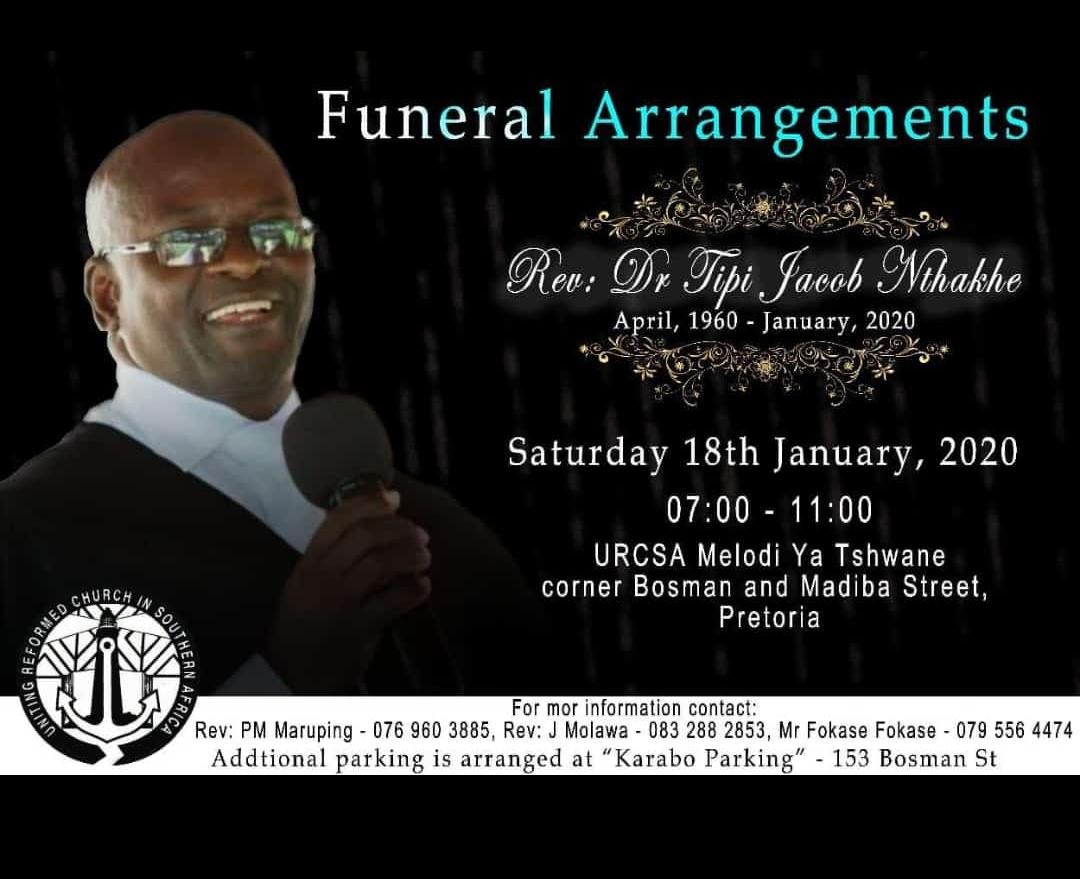 Funeral Arrangements
Rev: Dr Tipi Jacob Nthakhe
April, 1960 - January, 2020
Saturday 18th January, 2020
07:00 - 11:00
URCSA Melodi Ya Tshwane
corner Bosman and Madiba Street,
Pretoria
UNITING REFORMED CHURCH IN SOUTHERN AFRICA
For mor information contact:
Rev: PM Maruping - 076 960 3885, Rev: J Molawa - 083 288 2853, Mr Fokase Fokase - 079 556 4474
Addtional parking is arranged at “Karabo Parking” - 153 Bosman St